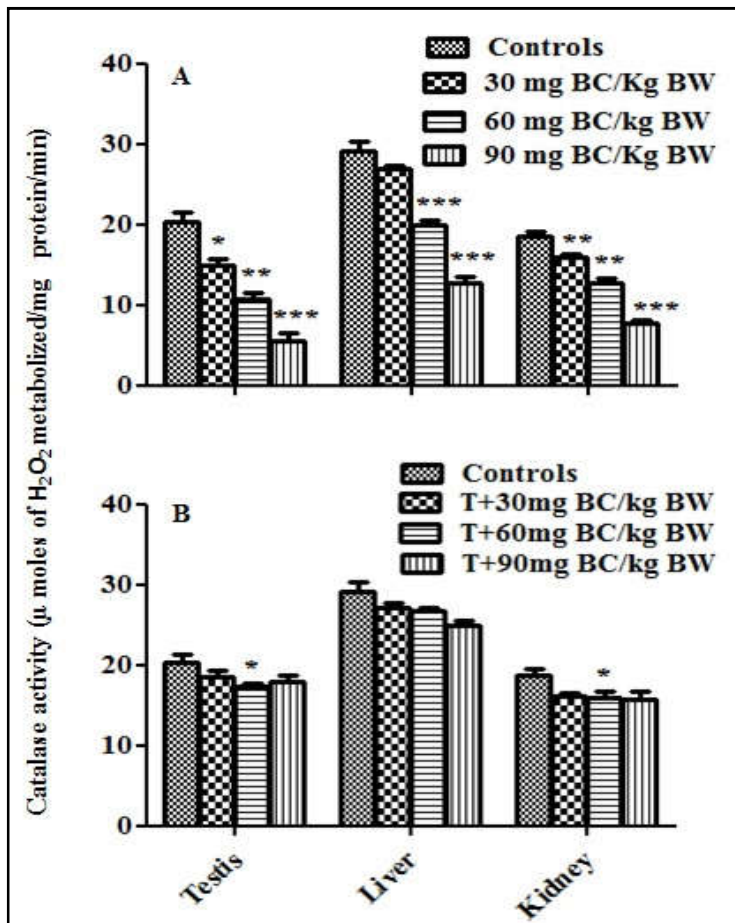 Catalase activity (µ moles of H₂O₂ metabolized/mg protein/min)
A
Controls
30 mg BC/Kg BW
60 mg BC/kg BW
90 mg BC/Kg BW
40
30
20
10
0
*
**
***
***
***
**
**
***
B
Controls
T+30mg BC/kg BW
T+60mg BC/kg BW
T+90mg BC/kg BW
40
30
20
10
0
*
*
Testis
Liver
Kidney